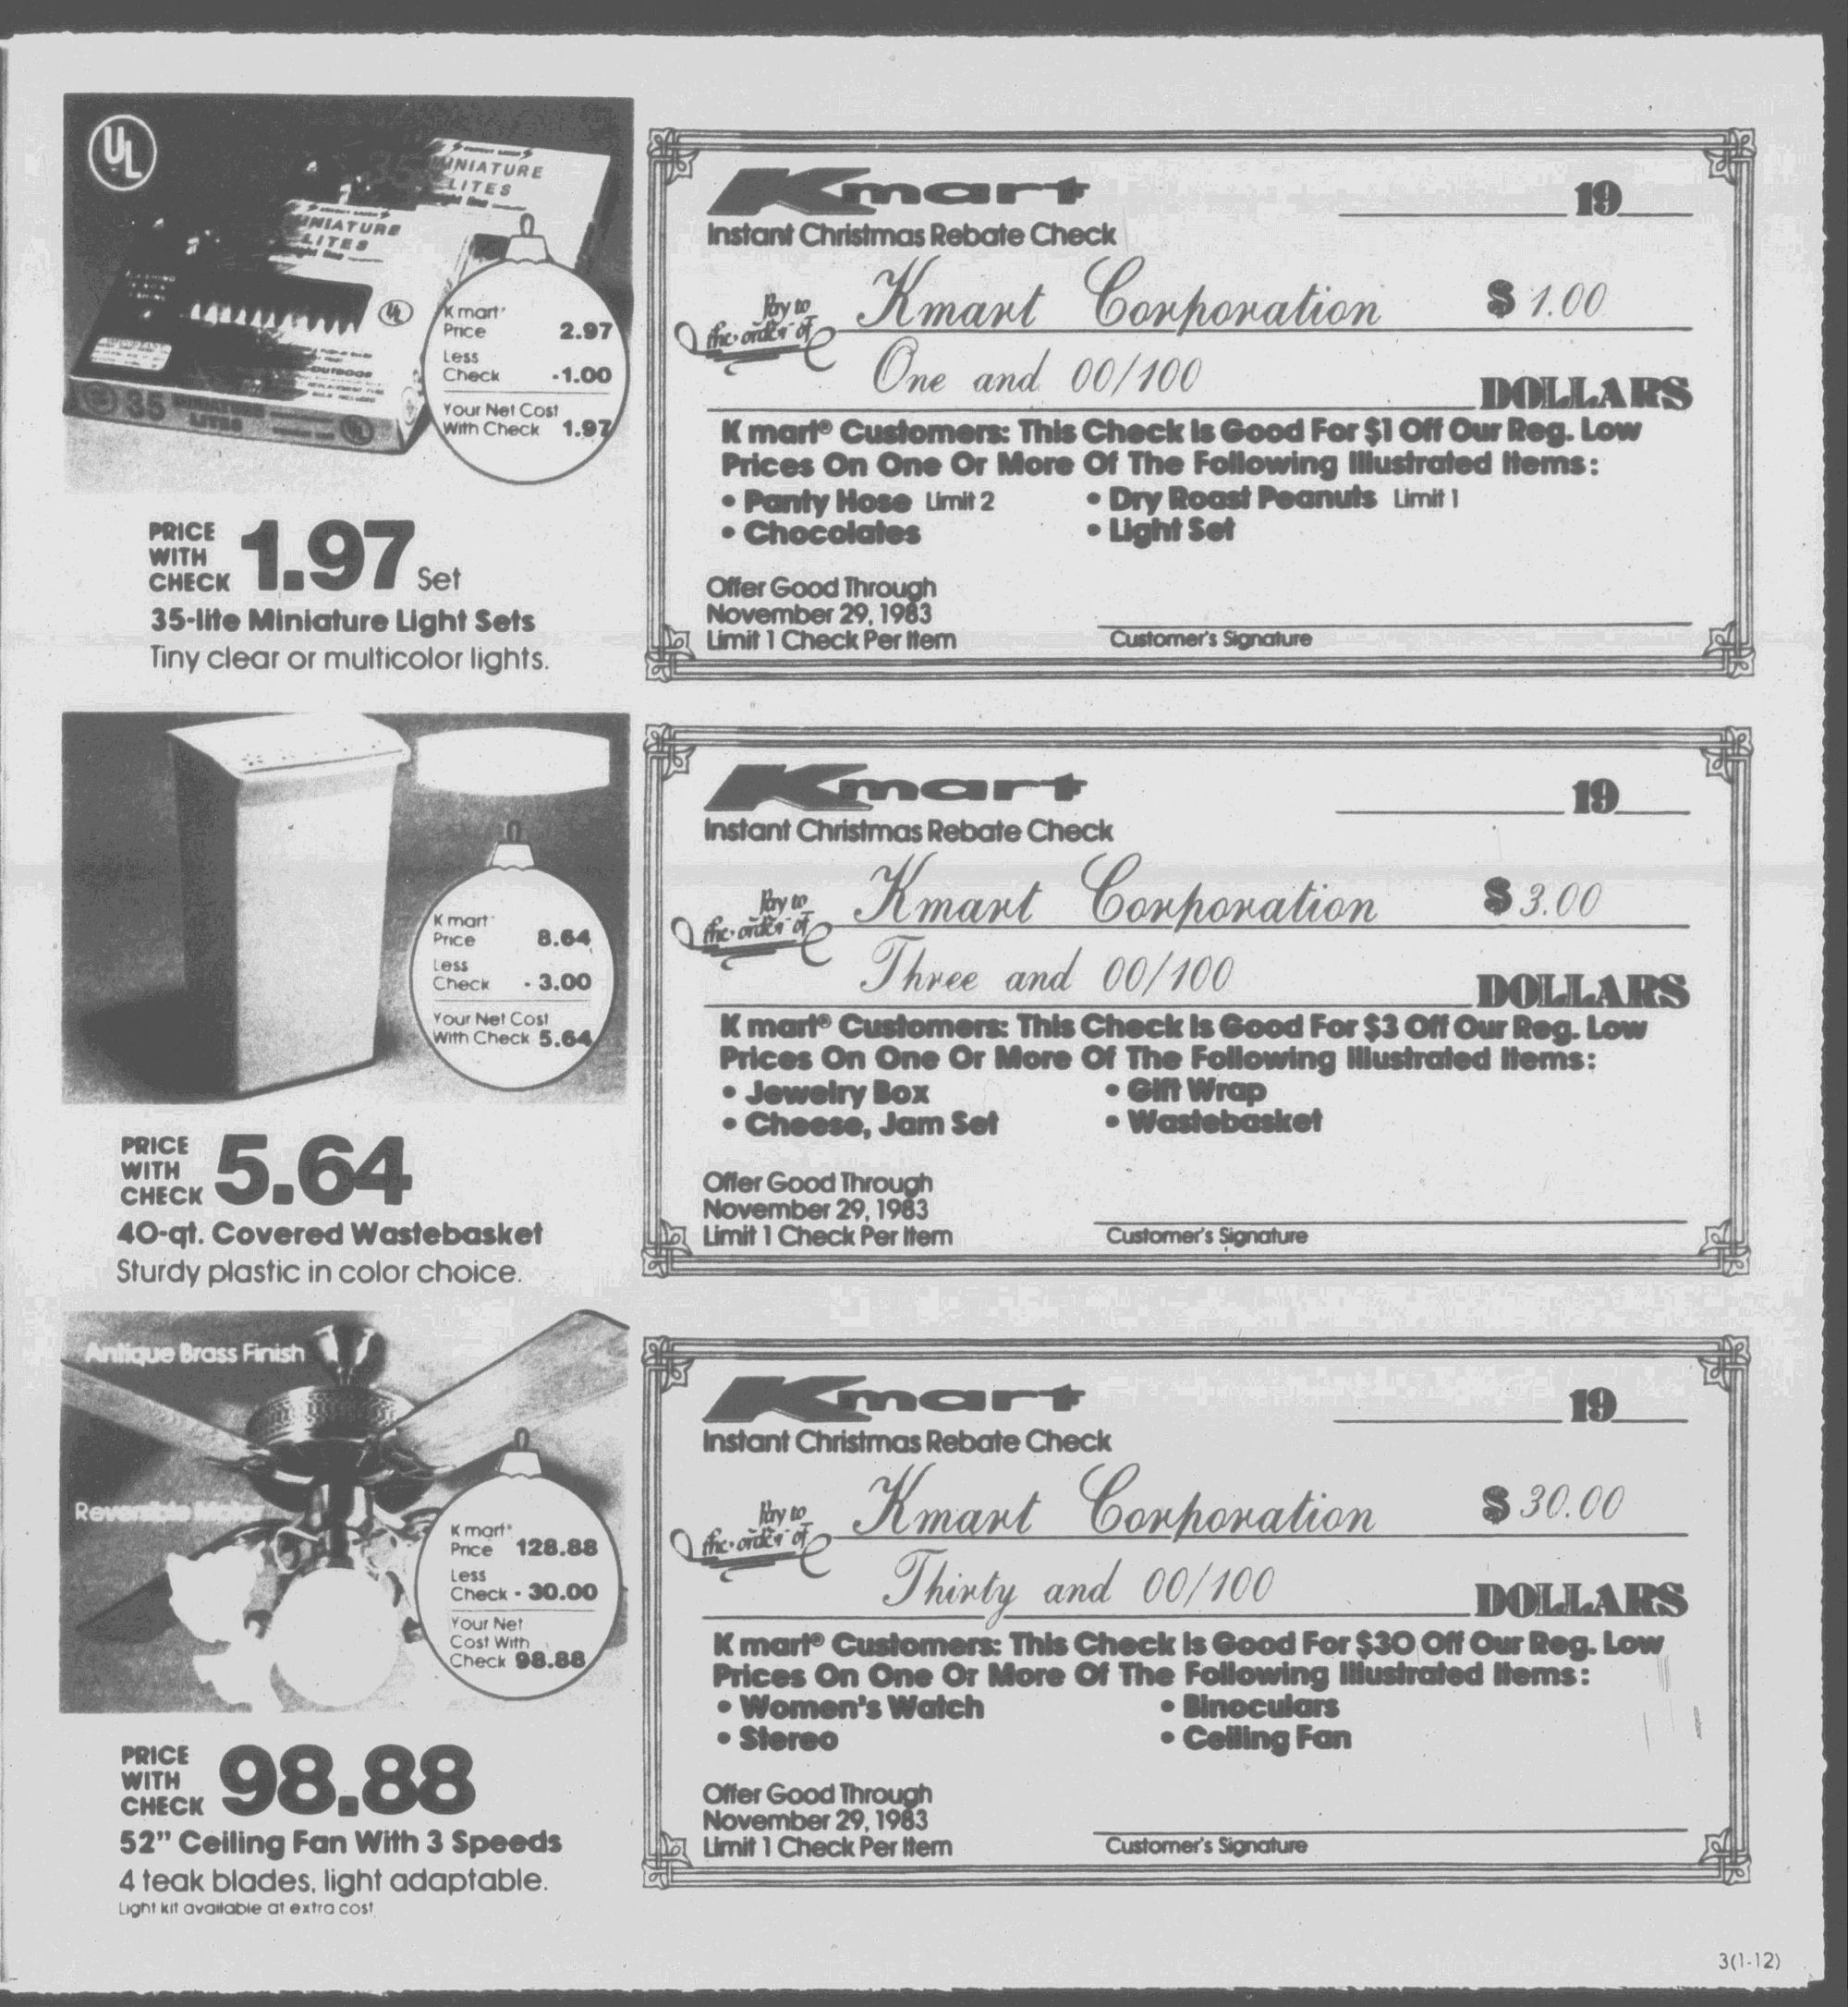 UL
MINIATURE
LITES
MINIATURE
LITES
OUTDOOR
35 MINIATURE
LITES
K mart®
Price 2.97
Less
Check -1.00
Your Net Cost
With Check 1.97
PRICE
WITH
CHECK 1.97 Set
35-lite Miniature Light Sets
Tiny clear or multicolor lights.
Kmart
19
Instant Christmas Rebate Check
Pay to
the order of Kmart Corporation $ 1.00
One and 00/100
DOLLARS
K mart® Customers: This Check Is Good For $1 Off Our Reg. Low
Prices On One Or More Of The Following Illustrated Items:
• Panty Hose Limit 2 • Dry Roast Peanuts Limit 1
• Chocolates • Light Set
Offer Good Through
November 29, 1983
Limit 1 Check Per Item Customer's Signature
K mart®
Price 8.64
Less
Check - 3.00
Your Net Cost
With Check 5.64
PRICE
WITH
CHECK 5.64
40-qt. Covered Wastebasket
Sturdy plastic in color choice.
Kmart
19
Instant Christmas Rebate Check
Pay to
the order of Kmart Corporation $ 3.00
Three and 00/100
DOLLARS
K mart® Customers: This Check Is Good For $3 Off Our Reg. Low
Prices On One Or More Of The Following Illustrated Items:
• Jewelry Box • Gift Wrap
• Cheese, Jam Set • Wastebasket
Offer Good Through
November 29, 1983
Limit 1 Check Per Item Customer's Signature
Antique Brass Finish
Reversible Motor
K mart®
Price 128.88
Less
Check - 30.00
Your Net
Cost With
Check 98.88
PRICE
WITH
CHECK 98.88
52" Ceiling Fan With 3 Speeds
4 teak blades, light adaptable.
Light kit available at extra cost
Kmart
19
Instant Christmas Rebate Check
Pay to
the order of Kmart Corporation $ 30.00
Thirty and 00/100
DOLLARS
K mart® Customers: This Check Is Good For $30 Off Our Reg. Low
Prices On One Or More Of The Following Illustrated Items:
• Women's Watch • Binoculars
• Stereo • Ceiling Fan
Offer Good Through
November 29, 1983
Limit 1 Check Per Item Customer's Signature
3(1-12)